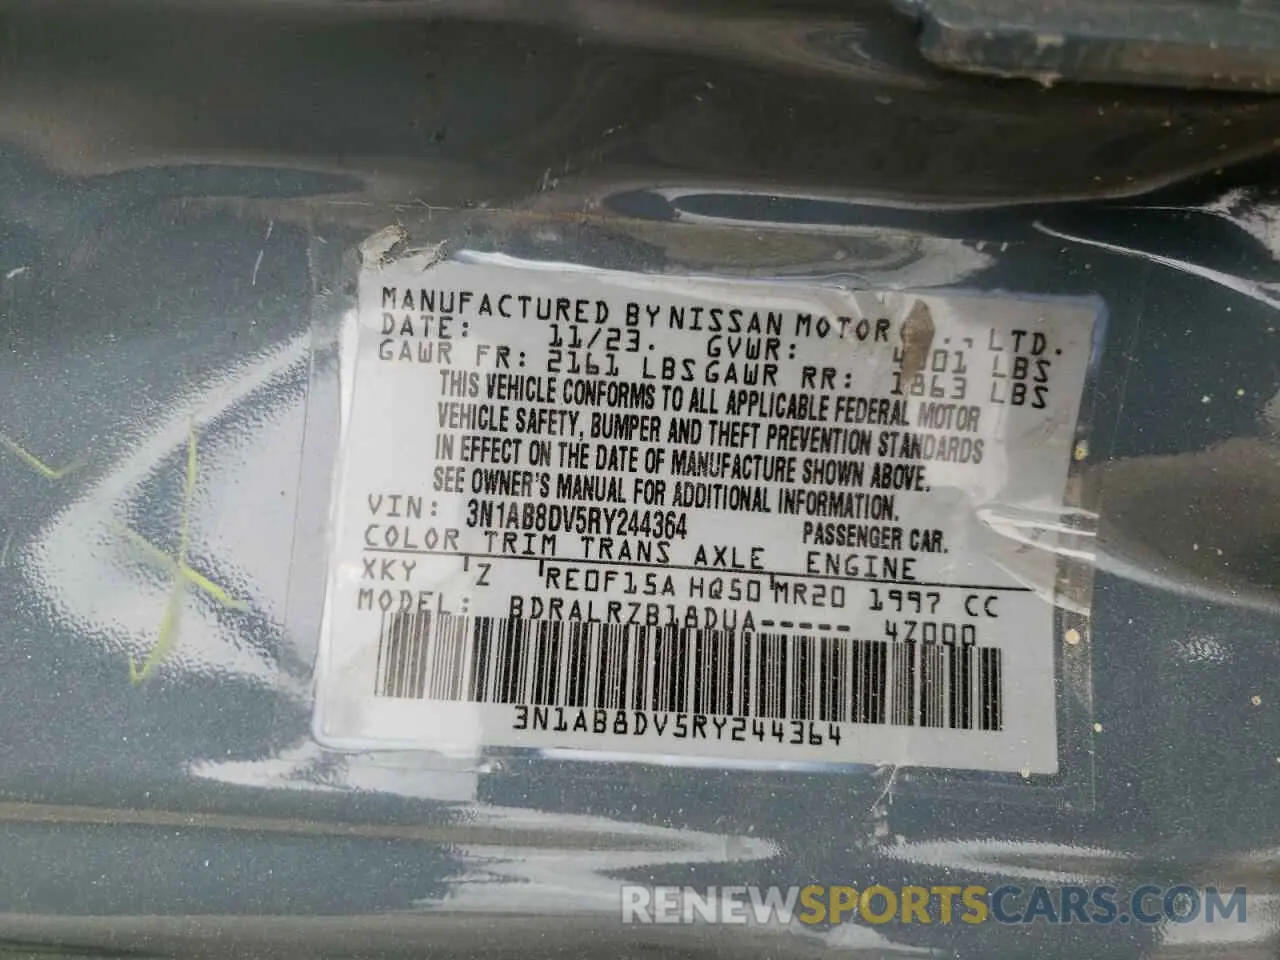 MANUFACTURED BY NISSAN MOTOR ., LTD.
DATE: 11/23. GVWR: LBS
GAWR FR: 2161 LBS GAWR RR: 1863 LBS
THIS VEHICLE CONFORMS TO ALL APPLICABLE FEDERAL MOTOR
VEHICLE SAFETY, BUMPER AND THEFT PREVENTION STANDARDS
IN EFFECT ON THE DATE OF MANUFACTURE SHOWN ABOVE.
SEE OWNER'S MANUAL FOR ADDITIONAL INFORMATION.
VIN: 3N1AB8DV5RY244364 PASSENGER CAR.
COLOR TRIM TRANS AXLE ENGINE
XKY Z RE0F15A HQ50 MR20 1997 CC
MODEL: BDRALRZB18DUA----- 4Z000
3N1AB8DV5RY244364
RENEWSPORTSCARS.COM